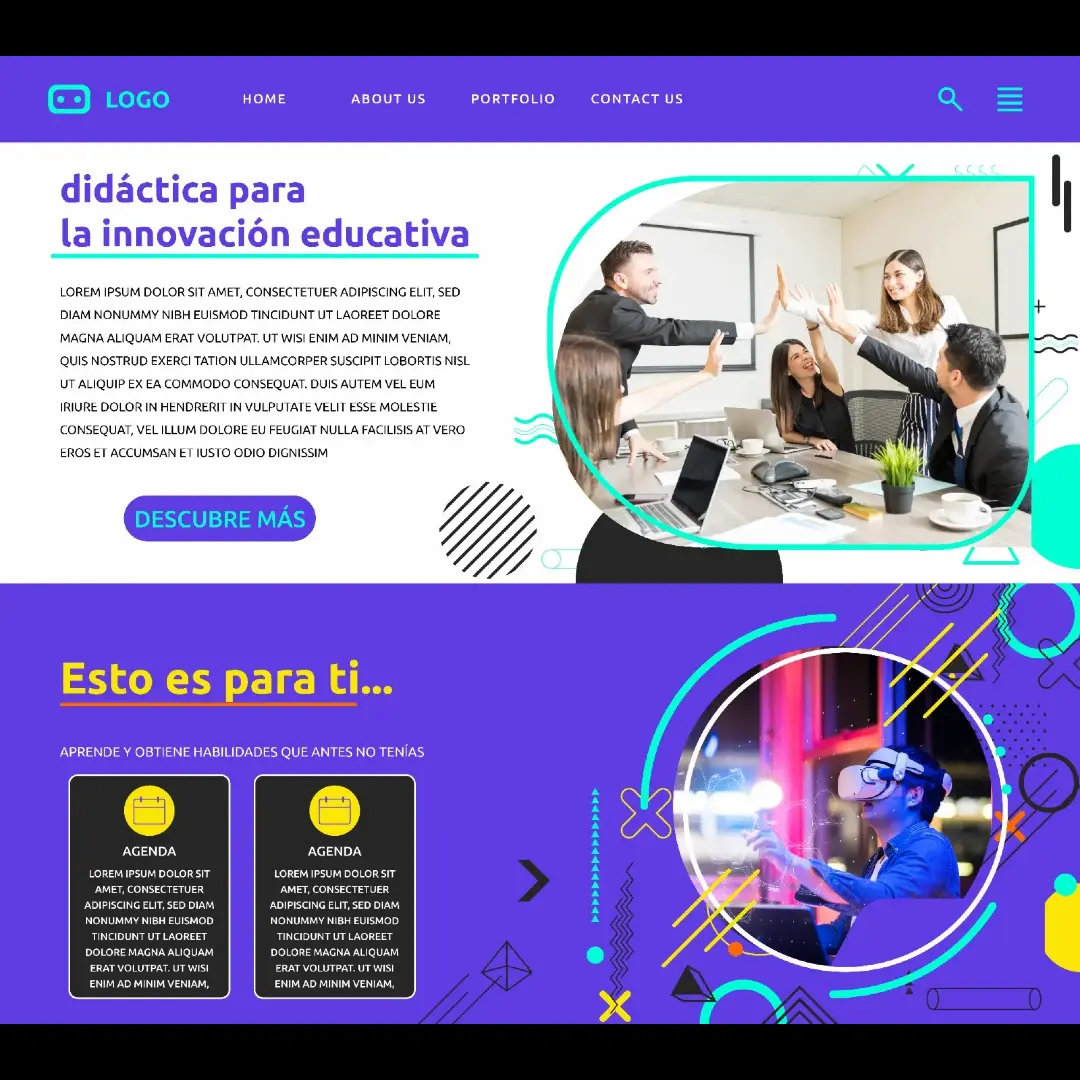 LOGO
HOME ABOUT US PORTFOLIO CONTACT US
didáctica para
la innovación educativa
LOREM IPSUM DOLOR SIT AMET, CONSECTETUER ADIPISCING ELIT, SED
DIAM NONUMMY NIBH EUISMOD TINCIDUNT UT LAOREET DOLORE
MAGNA ALIQUAM ERAT VOLUTPAT. UT WISI ENIM AD MINIM VENIAM,
QUIS NOSTRUD EXERCI TATION ULLAMCORPER SUSCIPIT LOBORTIS NISL
UT ALIQUIP EX EA COMMODO CONSEQUAT. DUIS AUTEM VEL EUM
IRIURE DOLOR IN HENDRERIT IN VULPUTATE VELIT ESSE MOLESTIE
CONSEQUAT, VEL ILLUM DOLORE EU FEUGIAT NULLA FACILISIS AT VERO
EROS ET ACCUMSAN ET IUSTO ODIO DIGNISSIM
DESCUBRE MÁS
Esto es para ti...
APRENDE Y OBTIENE HABILIDADES QUE ANTES NO TENÍAS
AGENDA
LOREM IPSUM DOLOR SIT
AMET, CONSECTETUER
ADIPISCING ELIT, SED DIAM
NONUMMY NIBH EUISMOD
TINCIDUNT UT LAOREET
DOLORE MAGNA ALIQUAM
ERAT VOLUTPAT. UT WISI
ENIM AD MINIM VENIAM,
AGENDA
LOREM IPSUM DOLOR SIT
AMET, CONSECTETUER
ADIPISCING ELIT, SED DIAM
NONUMMY NIBH EUISMOD
TINCIDUNT UT LAOREET
DOLORE MAGNA ALIQUAM
ERAT VOLUTPAT. UT WISI
ENIM AD MINIM VENIAM,